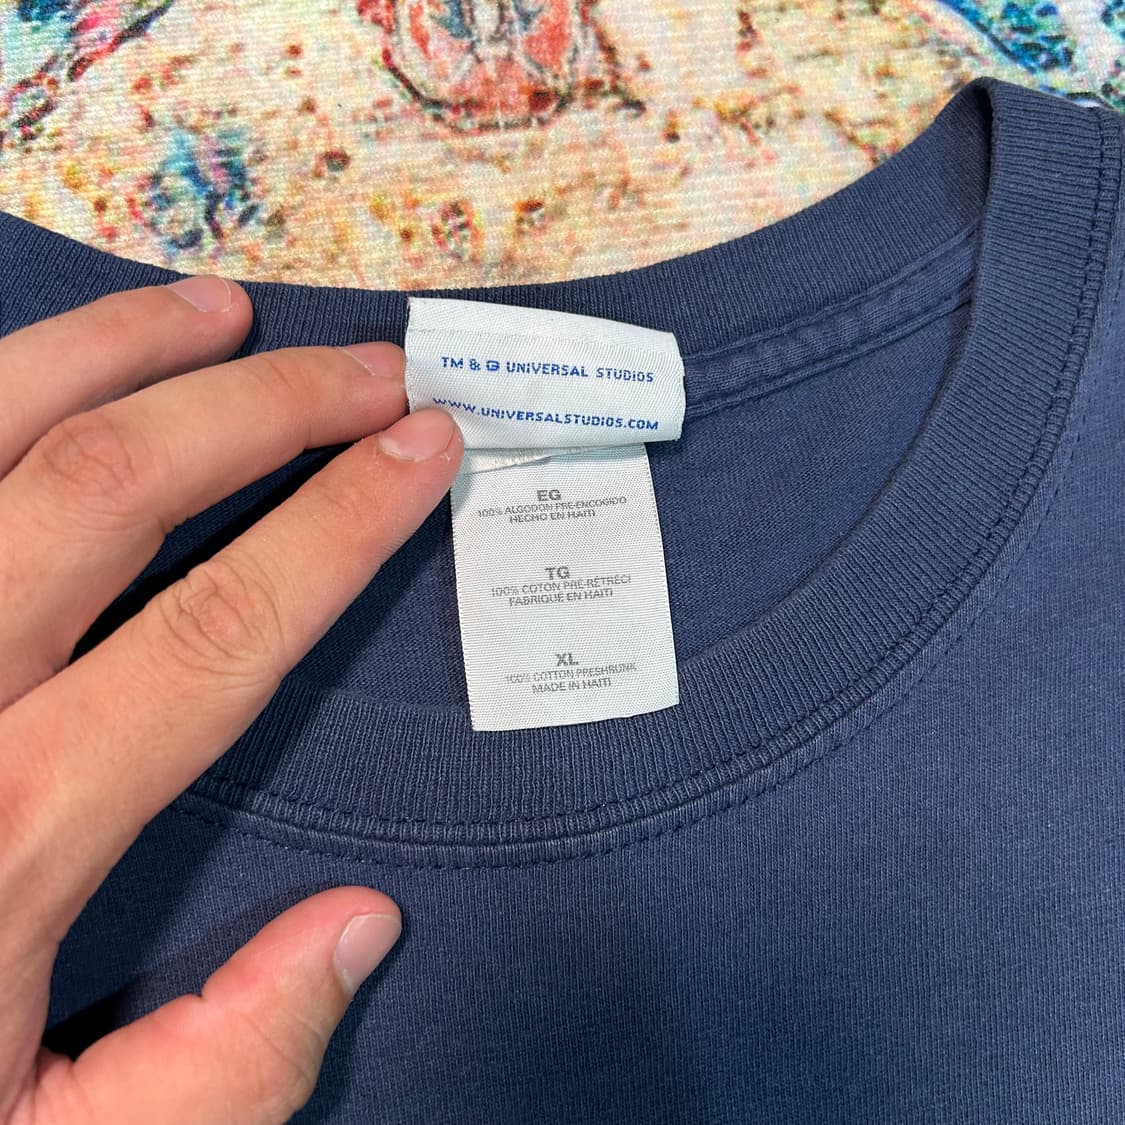 TM & © UNIVERSAL STUDIOS
WWW.UNIVERSALSTUDIOS.COM
EG
100% ALGODON PRE-ENCOGIDO
HECHO EN HAITI
TG
100% COTON PRÉ-RÉTRÉCI
FABRIQUÉ EN HAITI
XL
100% COTTON PRESHRUNK
MADE IN HAITI